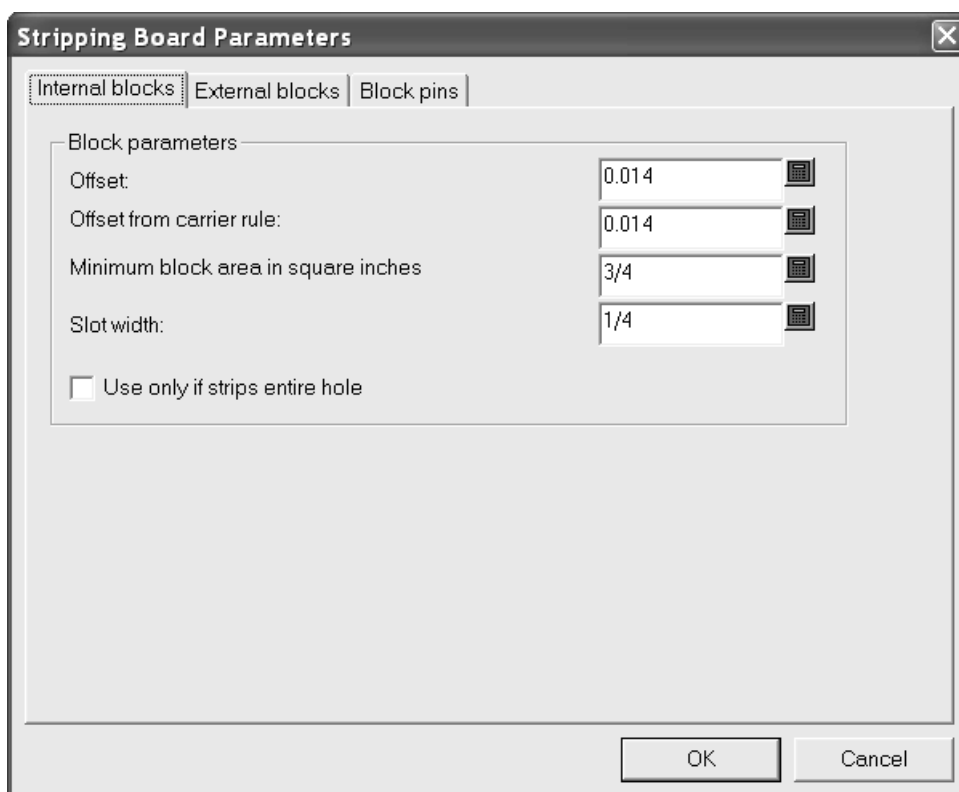 Stripping Board Parameters
Internal blocks External blocks Block pins
Block parameters
Offset: 0.014
Offset from carrier rule: 0.014
Minimum block area in square inches 3/4
Slot width: 1/4
Use only if strips entire hole
OK Cancel